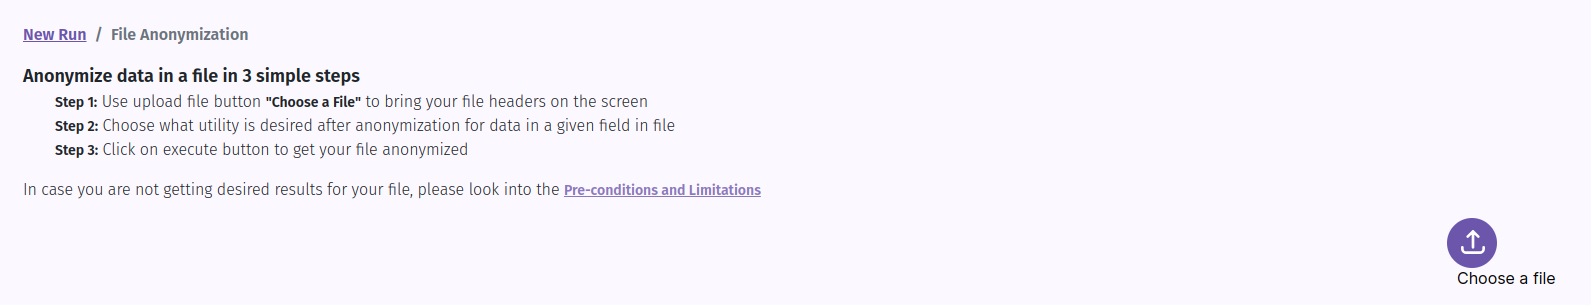 New Run / File Anonymization
Anonymize data in a file in 3 simple steps
Step 1: Use upload file button "Choose a File" to bring your file headers on the screen
Step 2: Choose what utility is desired after anonymization for data in a given field in file
Step 3: Click on execute button to get your file anonymized
In case you are not getting desired results for your file, please look into the Pre-conditions and Limitations
Choose a file